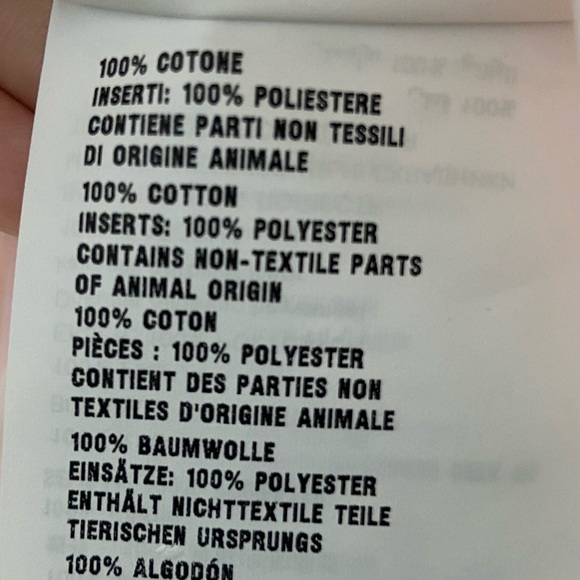 100% COTONE
INSERTI: 100% POLIESTERE
CONTIENE PARTI NON TESSILI
DI ORIGINE ANIMALE
100% COTTON
INSERTS: 100% POLYESTER
CONTAINS NON-TEXTILE PARTS
OF ANIMAL ORIGIN
100% COTON
PIÈCES : 100% POLYESTER
CONTIENT DES PARTIES NON
TEXTILES D'ORIGINE ANIMALE
100% BAUMWOLLE
EINSÄTZE: 100% POLYESTER
ENTHÄLT NICHTTEXTILE TEILE
TIERISCHEN URSPRUNGS
100% ALGODÓN